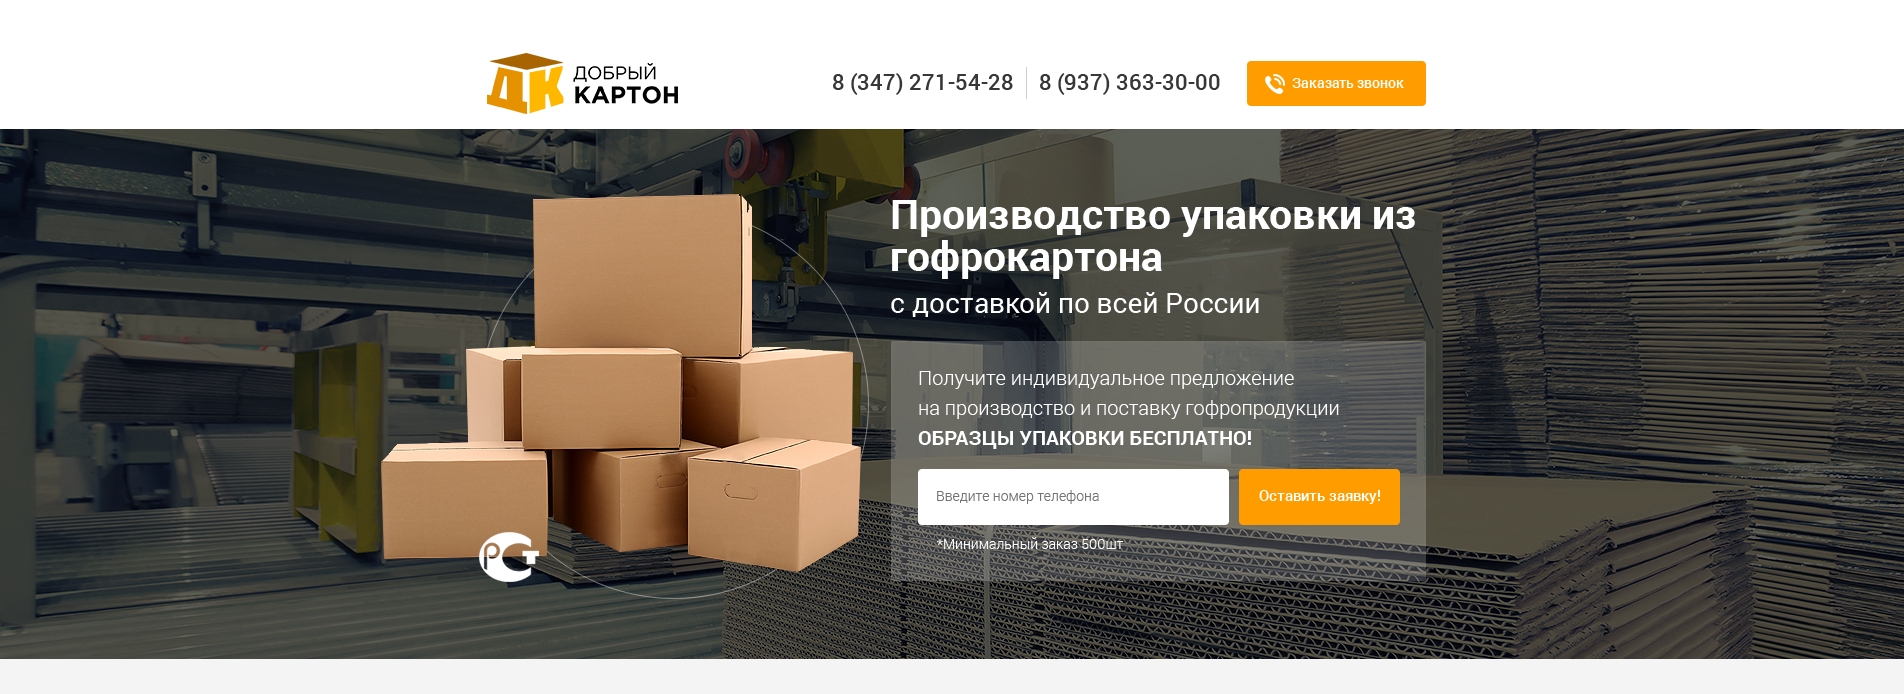 ДК
ДОБРЫЙ
КАРТОН
8 (347) 271-54-28
8 (937) 363-30-00
Заказать звонок
Производство упаковки из
гофрокартона
с доставкой по всей России
Получите индивидуальное предложение
на производство и поставку гофропродукции
ОБРАЗЦЫ УПАКОВКИ БЕСПЛАТНО!
Введите номер телефона
Оставить заявку!
*Минимальный заказ 500шт
РСТ